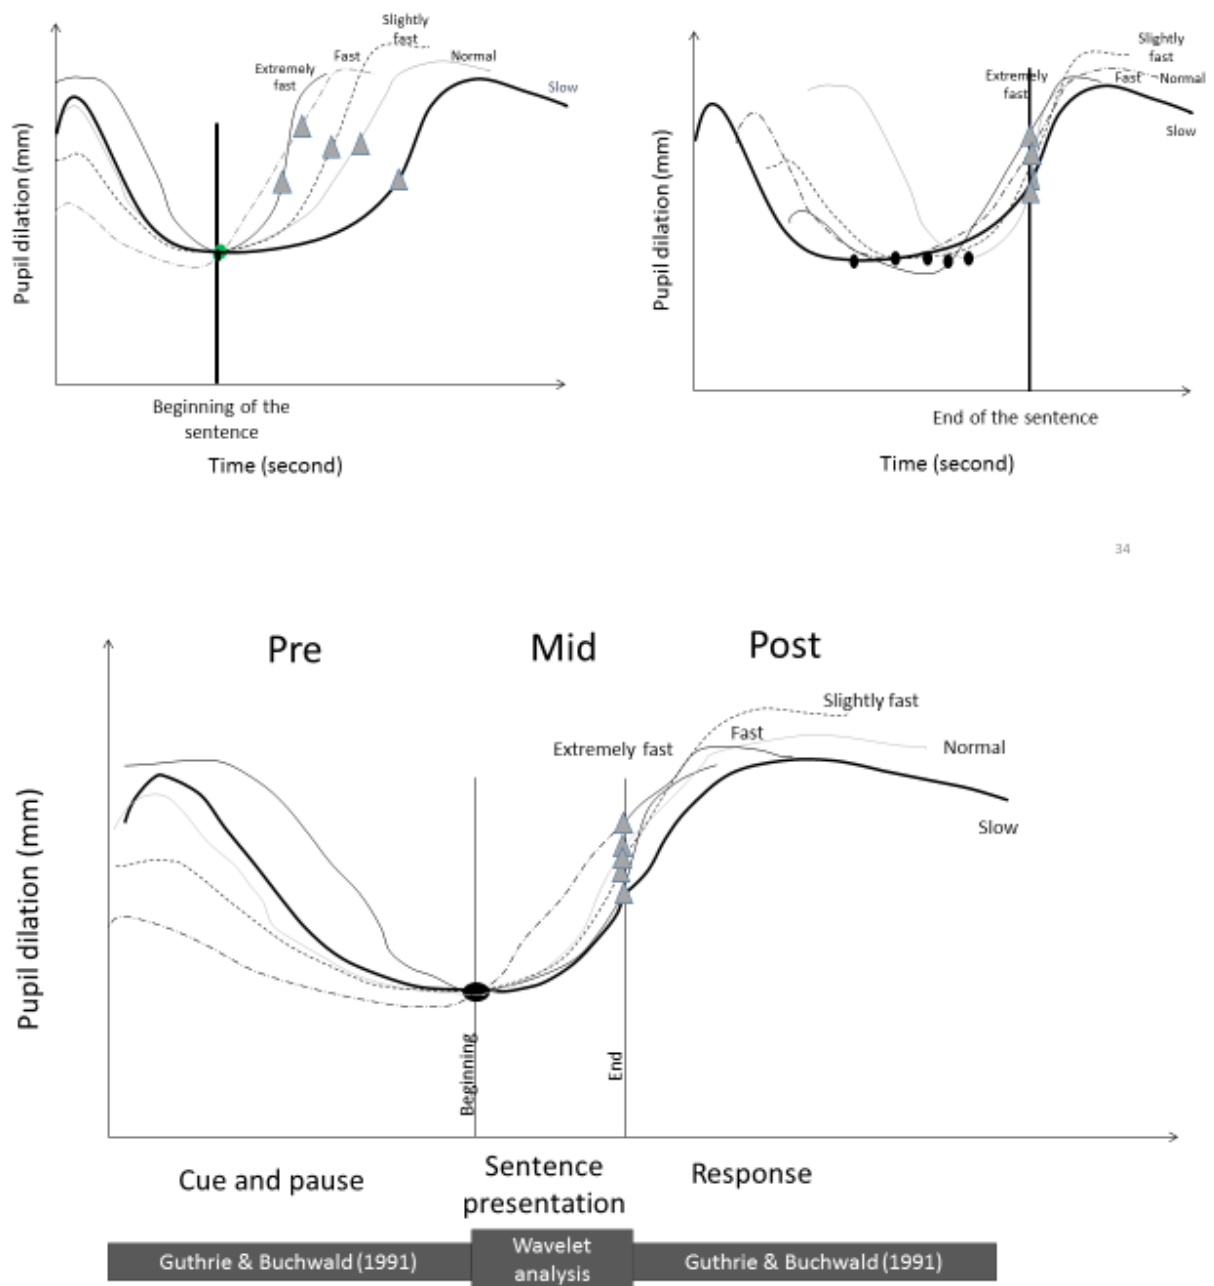 Slightly
fast
Fast
Normal
Extremely
fast
Slow
Pupil dilation (mm)
Beginning of the
sentence
Time (second)
Slightly
fast
Extremely
fast
Fast
Normal
Slow
Pupil dilation (mm)
End of the sentence
Time (second)
34
Pre
Mid
Post
Slightly fast
Fast
Extremely fast
Normal
Slow
Pupil dilation (mm)
Beginning
End
Cue and pause
Sentence
presentation
Response
Guthrie & Buchwald (1991)
Wavelet
analysis
Guthrie & Buchwald (1991)